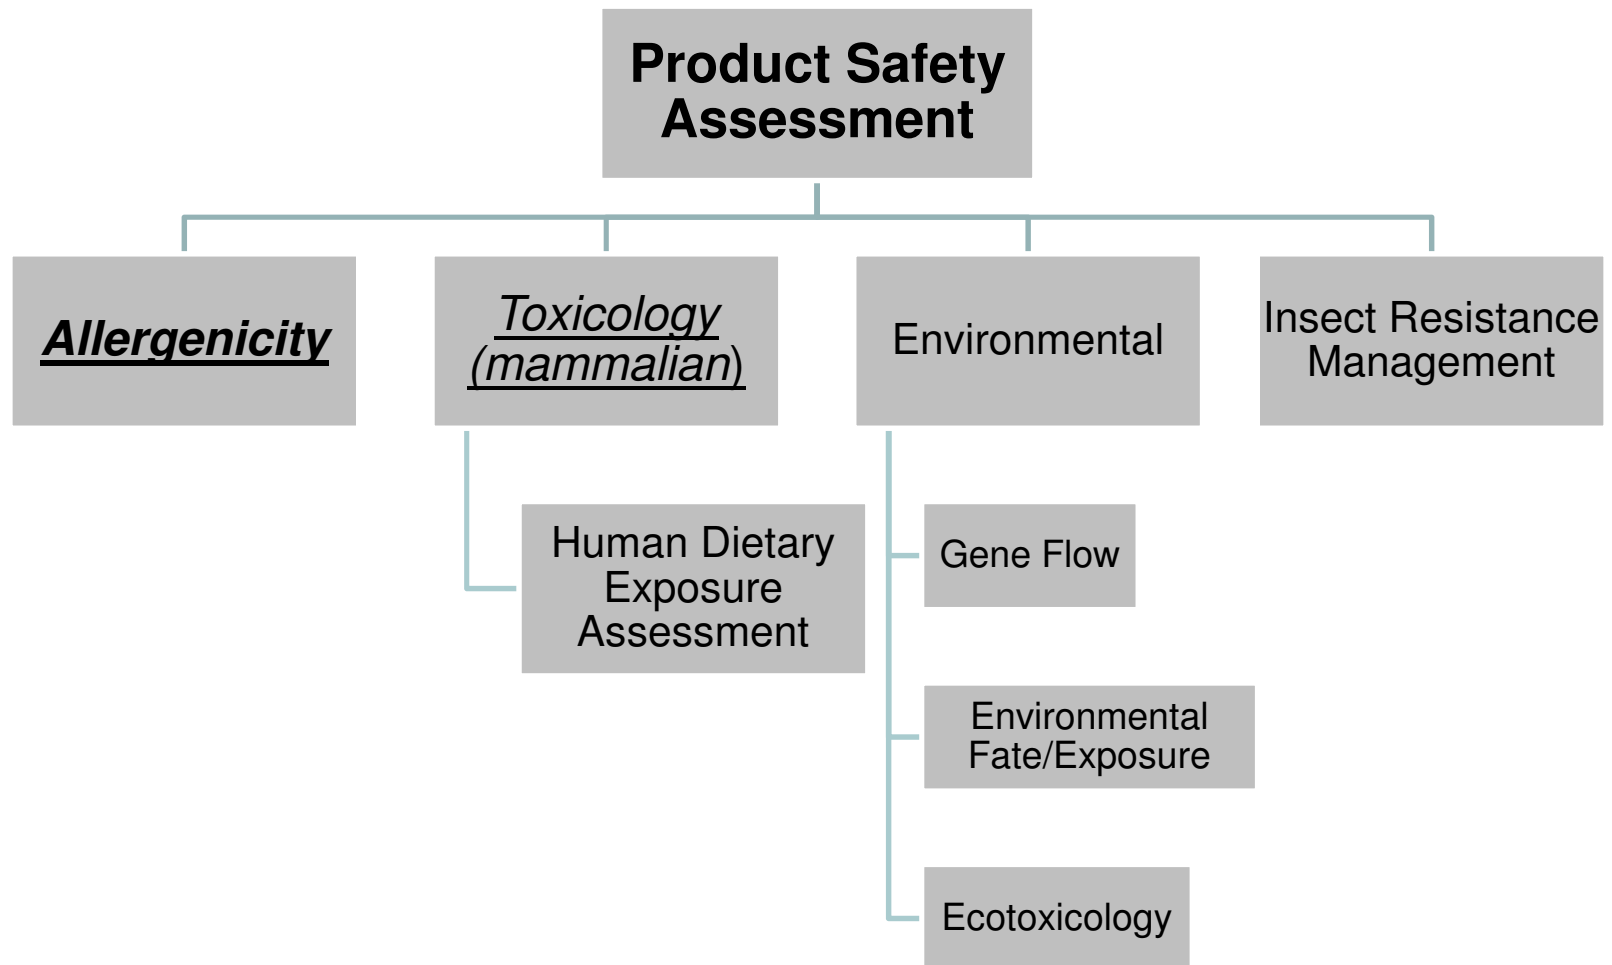 Product Safety
Assessment
Allergenicity
Toxicology
(mammalian)
Environmental
Insect Resistance
Management
Human Dietary
Exposure
Assessment
Gene Flow
Environmental
Fate/Exposure
Ecotoxicology